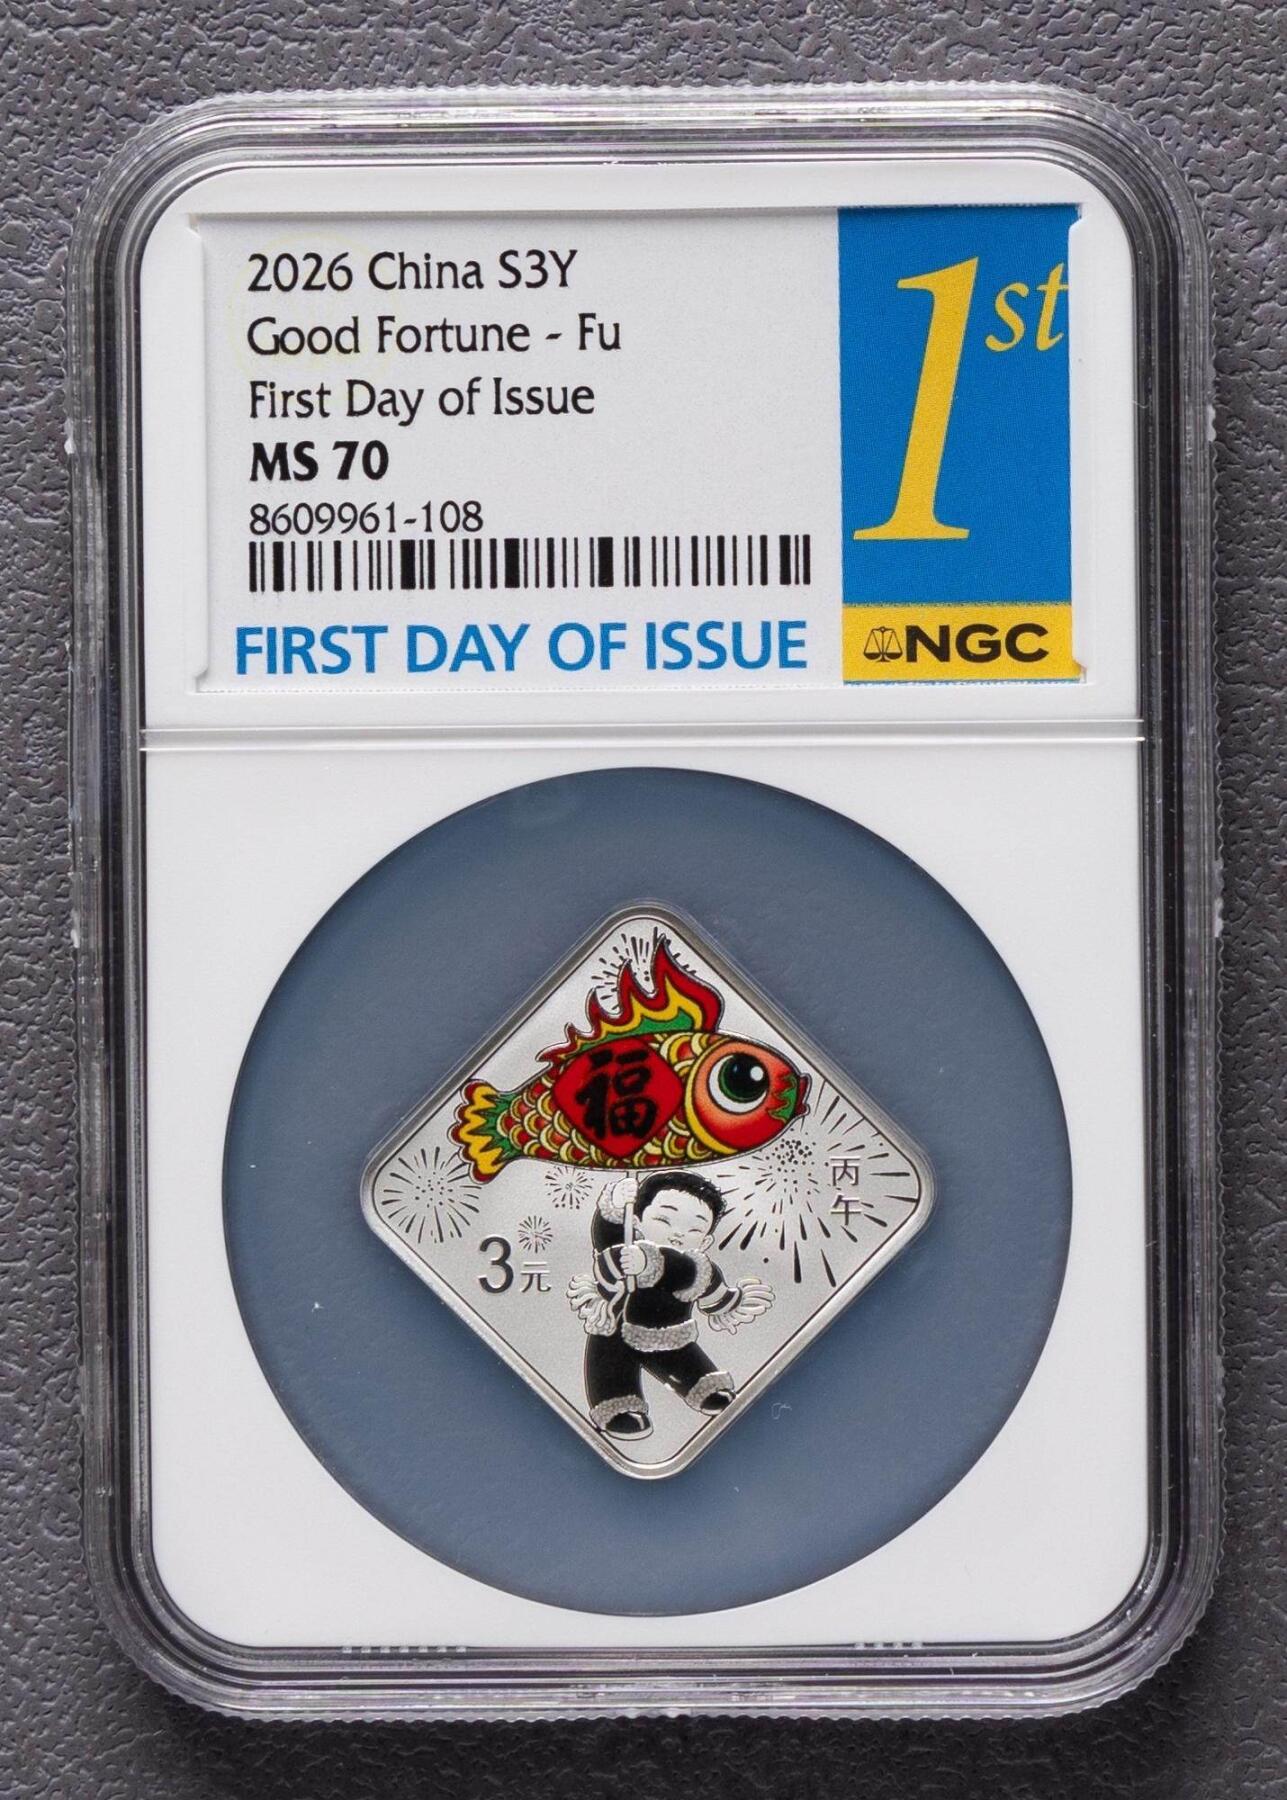 2026 China S3Y
Good Fortune - Fu
First Day of Issue
MS 70
8609961-108
FIRST DAY OF ISSUE
1st
NGC
福
丙午
3元